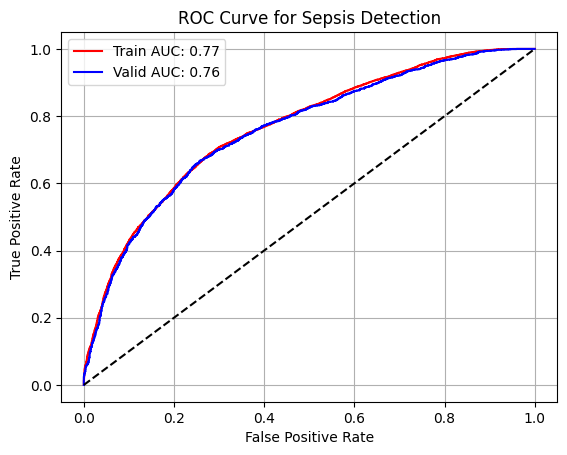 ROC Curve for Sepsis Detection
Train AUC: 0.77
Valid AUC: 0.76
True Positive Rate
1.0
0.8
0.6
0.4
0.2
0.0
0.0 0.2 0.4 0.6 0.8 1.0
False Positive Rate